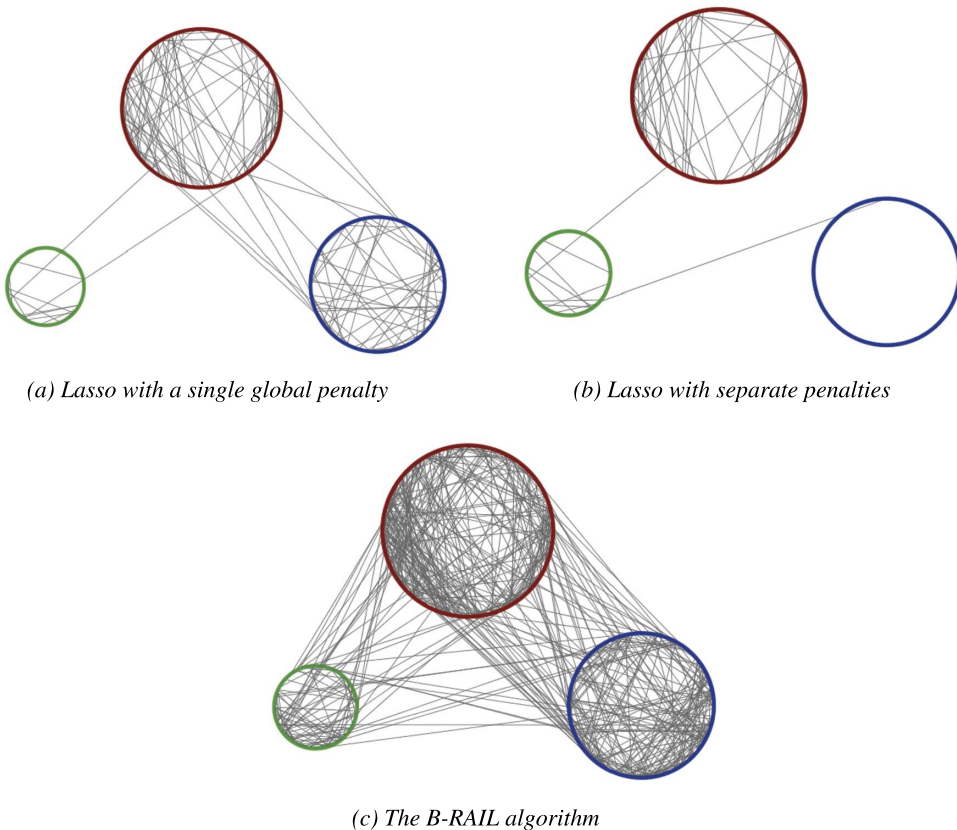 (a) Lasso with a single global penalty
(b) Lasso with separate penalties
(c) The B-RAIL algorithm